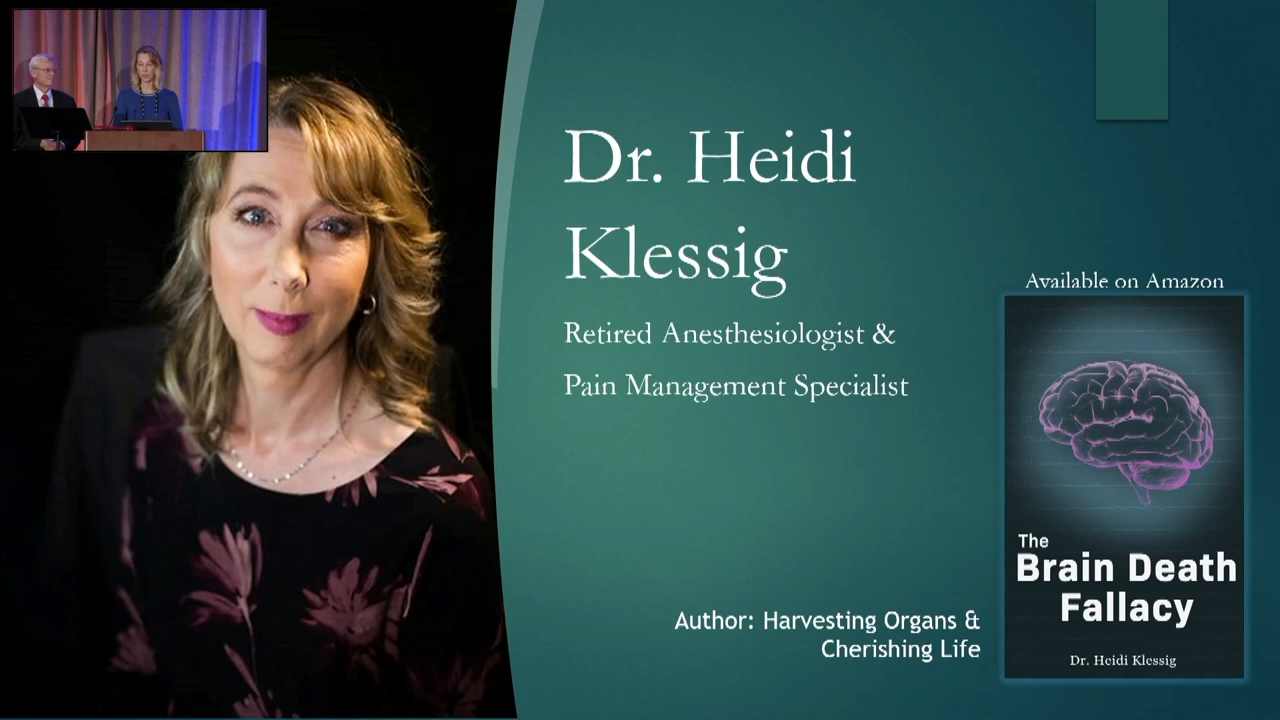 Dr. Heidi
Klessig
Retired Anesthesiologist &
Pain Management Specialist
Available on Amazon
The
Brain Death
Fallacy
Dr. Heidi Klessig
Author: Harvesting Organs &
Cherishing Life